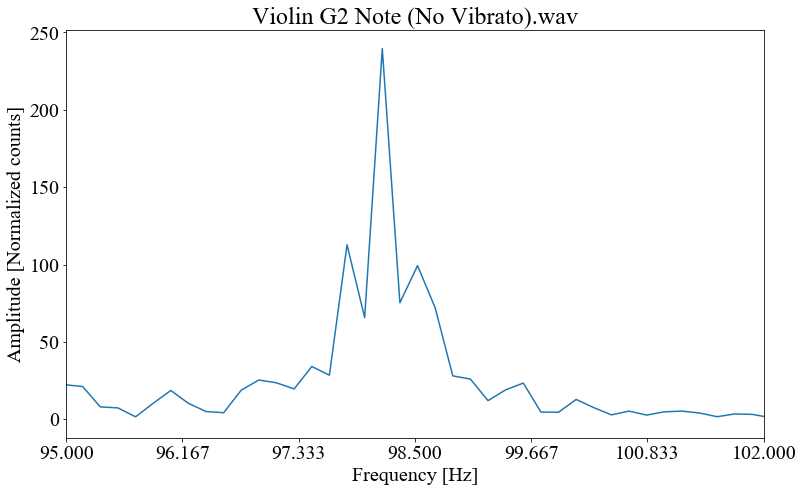 Violin G2 Note (No Vibrato).wav
Amplitude [Normalized counts]
250
200
150
100
50
0
95.000 96.167 97.333 98.500 99.667 100.833 102.000
Frequency [Hz]